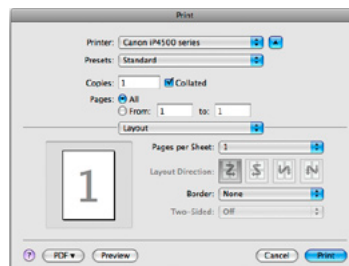 Print
Printer: Canon iP4500 series
Presets: Standard
Copies: 1 Collated
Pages: All
From: 1 to: 1
Layout
Pages per Sheet: 1
Layout Direction:
Border: None
Two-Sided: Off
1
? PDF ▾ Preview Cancel Print